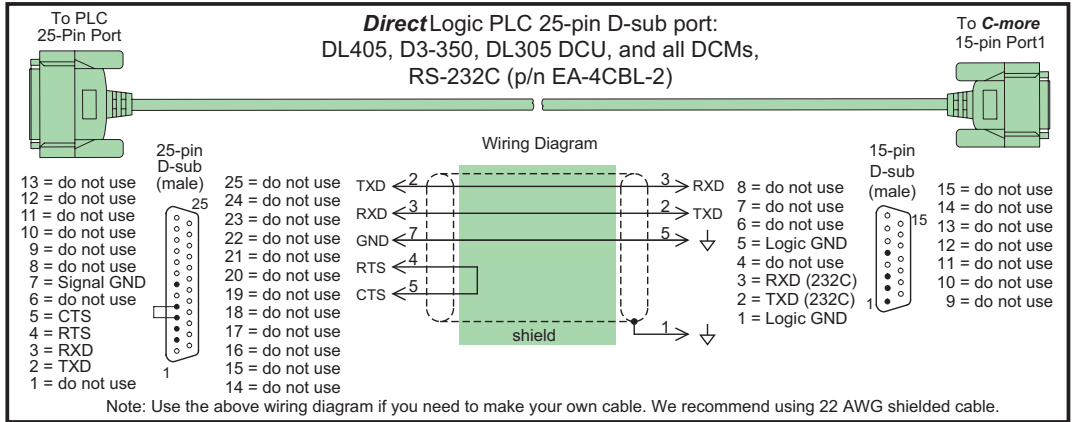 To PLC
25-Pin Port
DirectLogic PLC 25-pin D-sub port:
DL405, D3-350, DL305 DCU, and all DCMs,
RS-232C (p/n EA-4CBL-2)
To C-more
15-pin Port1
Wiring Diagram
25-pin
D-sub
(male)
25
1
13 = do not use
12 = do not use
11 = do not use
10 = do not use
9 = do not use
8 = do not use
7 = Signal GND
6 = do not use
5 = CTS
4 = RTS
3 = RXD
2 = TXD
1 = do not use
25 = do not use
24 = do not use
23 = do not use
22 = do not use
21 = do not use
20 = do not use
19 = do not use
18 = do not use
17 = do not use
16 = do not use
15 = do not use
14 = do not use
TXD 2 3 RXD
RXD 3 2 TXD
GND 7 5
RTS 4
CTS 5
1
shield
8 = do not use
7 = do not use
6 = do not use
5 = Logic GND
4 = do not use
3 = RXD (232C)
2 = TXD (232C)
1 = Logic GND
15-pin
D-sub
(male)
15
1
15 = do not use
14 = do not use
13 = do not use
12 = do not use
11 = do not use
10 = do not use
9 = do not use
Note: Use the above wiring diagram if you need to make your own cable. We recommend using 22 AWG shielded cable.